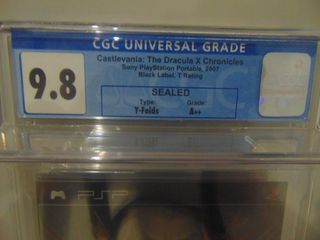 CGC UNIVERSAL GRADE
9.8
Castlevania: The Dracula X Chronicles
Sony PlayStation Portable, 2007
Black Label, T Rating
SEALED
Type: Grade:
Y-Folds A++
PSP